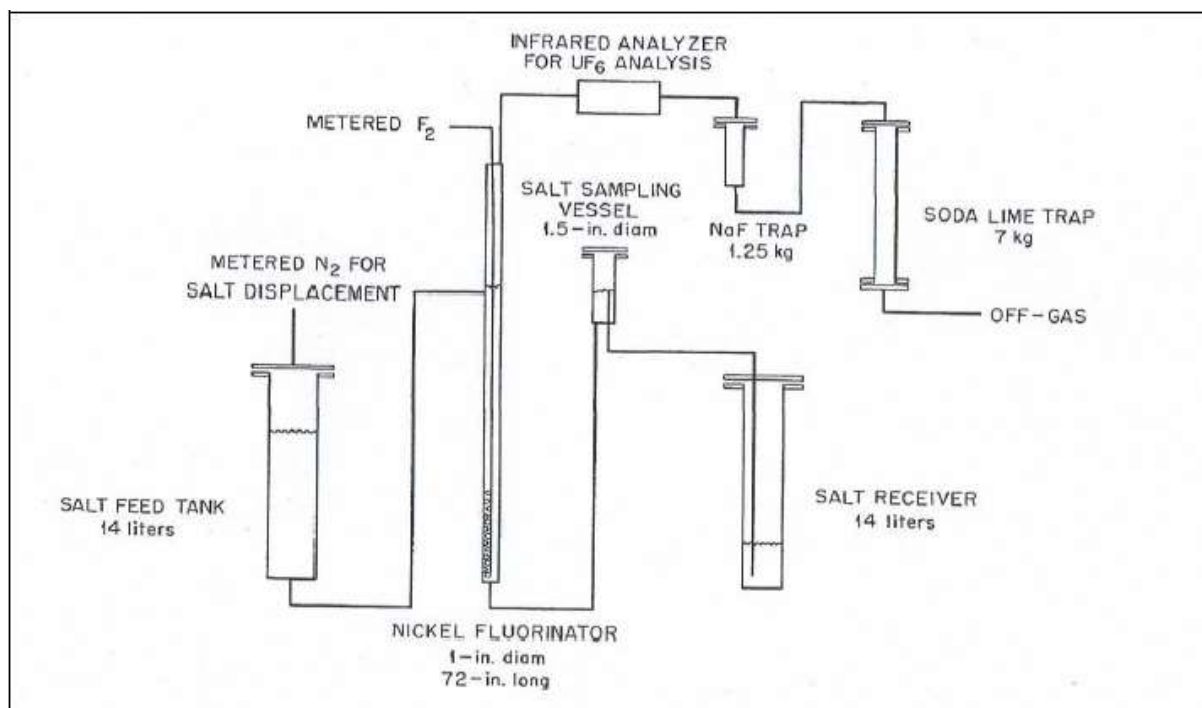 INFRARED ANALYZER
FOR UF₆ ANALYSIS
METERED F₂
SALT SAMPLING
VESSEL
1.5-in. diam
NaF TRAP
1.25 kg
SODA LIME TRAP
7 kg
METERED N₂ FOR
SALT DISPLACEMENT
OFF-GAS
SALT FEED TANK
14 liters
SALT RECEIVER
14 liters
NICKEL FLUORINATOR
1-in. diam
72-in. long